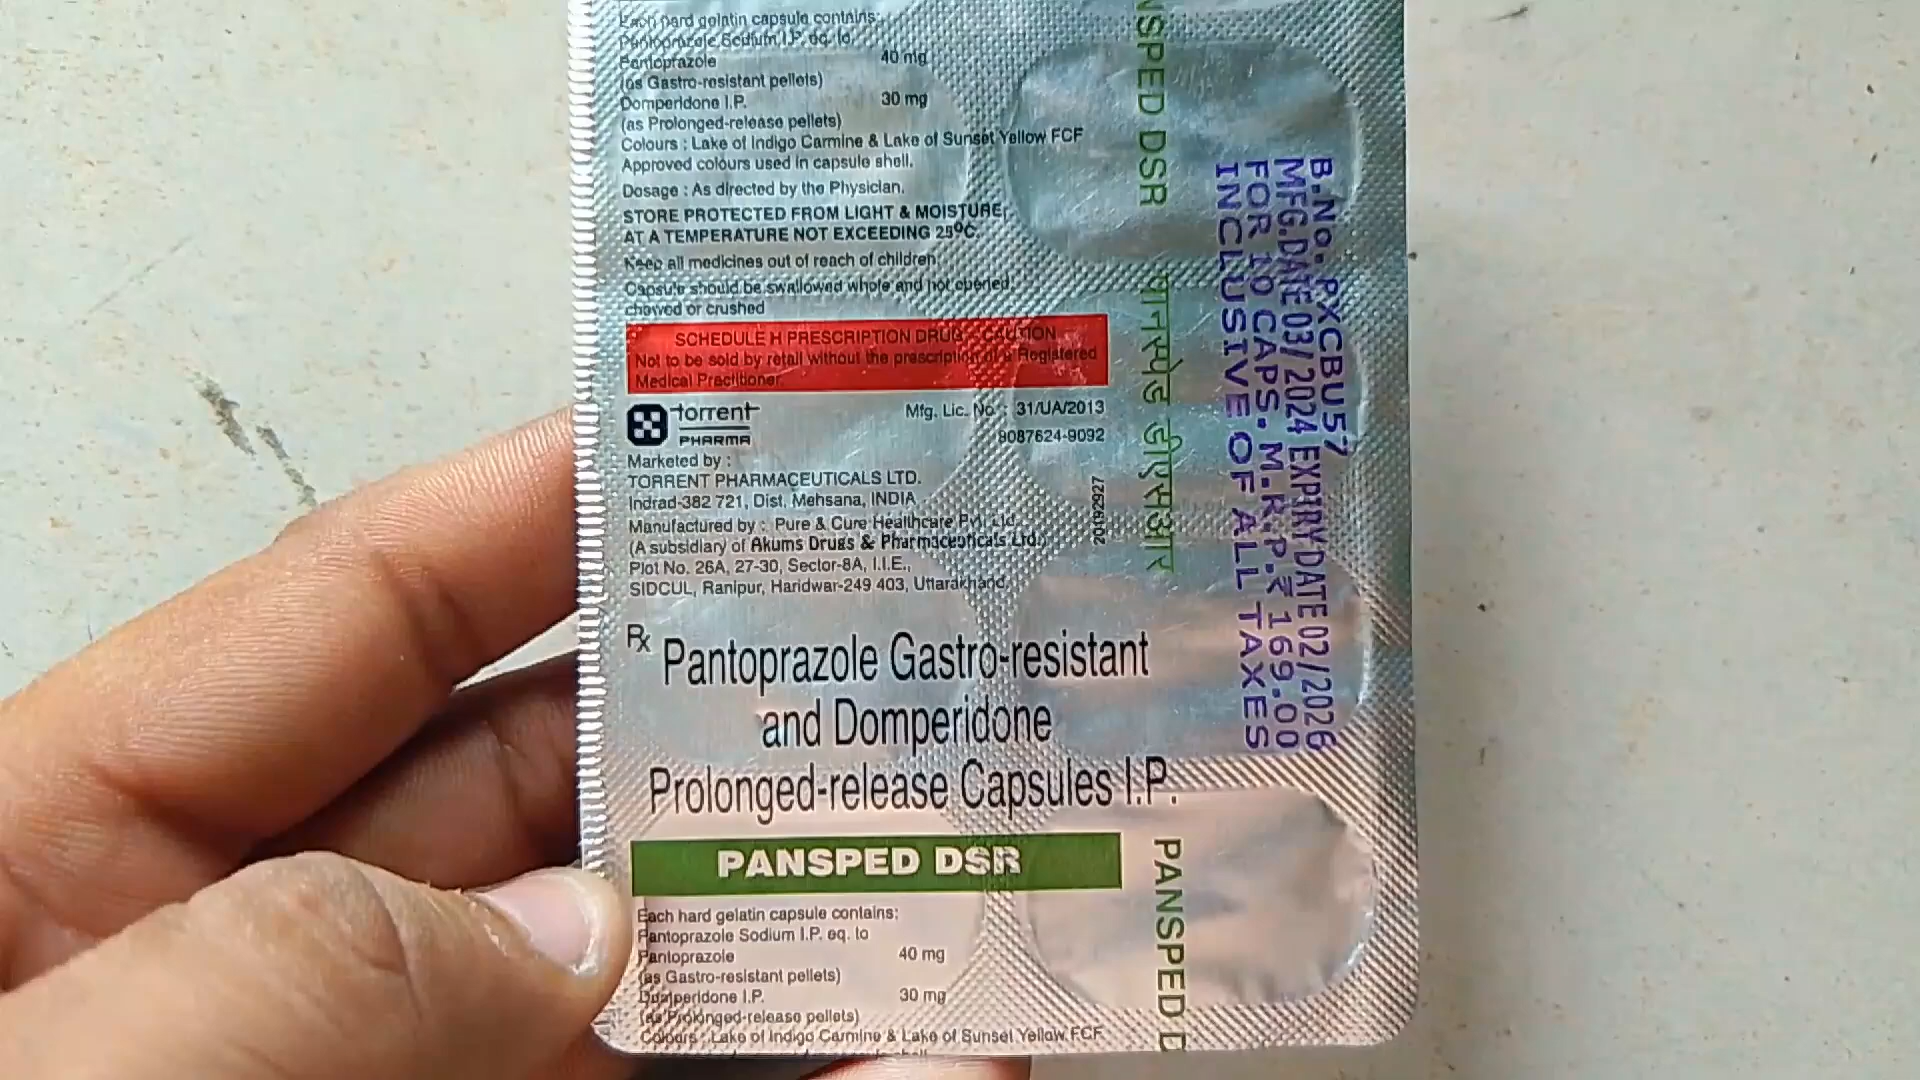 Each hard gelatin capsule contains:
Pantoprazole Sodium I.P. eq. to
Pantoprazole 40 mg
(as Gastro-resistant pellets)
Domperidone I.P. 30 mg
(as Prolonged-release pellets)
Colours : Lake of Indigo Carmine & Lake of Sunset Yellow FCF
Approved colours used in capsule shell.
Dosage : As directed by the Physician.
STORE PROTECTED FROM LIGHT & MOISTURE,
AT A TEMPERATURE NOT EXCEEDING 25°C.
Keep all medicines out of reach of children.
Capsule should be swallowed whole and not opened,
chewed or crushed
SCHEDULE H PRESCRIPTION DRUG - CAUTION
Not to be sold by retail without the prescription of a Registered
Medical Practitioner.
torrent
PHARMA
Mfg. Lic. No. : 31/UA/2013
8087624-9092
Marketed by :
TORRENT PHARMACEUTICALS LTD.
Indrad-382 721, Dist. Mehsana, INDIA
Manufactured by : Pure & Cure Healthcare Pvt. Ltd.
(A subsidiary of Akums Drugs & Pharmaceuticals Ltd.)
Plot No. 26A, 27-30, Sector-8A, I.I.E.,
SIDCUL, Ranipur, Haridwar-249 403, Uttarakhand.
20192927
Rx Pantoprazole Gastro-resistant
and Domperidone
Prolonged-release Capsules I.P.
PANSPED DSR
Each hard gelatin capsule contains:
Pantoprazole Sodium I.P. eq. to
Pantoprazole 40 mg
(as Gastro-resistant pellets)
Domperidone I.P. 30 mg
(as Prolonged-release pellets)
Colours : Lake of Indigo Carmine & Lake of Sunset Yellow FCF
NSPED DSR
पानस्पेड डीएसआर
PANSPED D
B.No. PXCBU57
MFG.DATE 03/2024 EXPIRY DATE 02/2026
FOR 10 CAPS. M.R.P.₹ 169.00
INCLUSIVE OF ALL TAXES